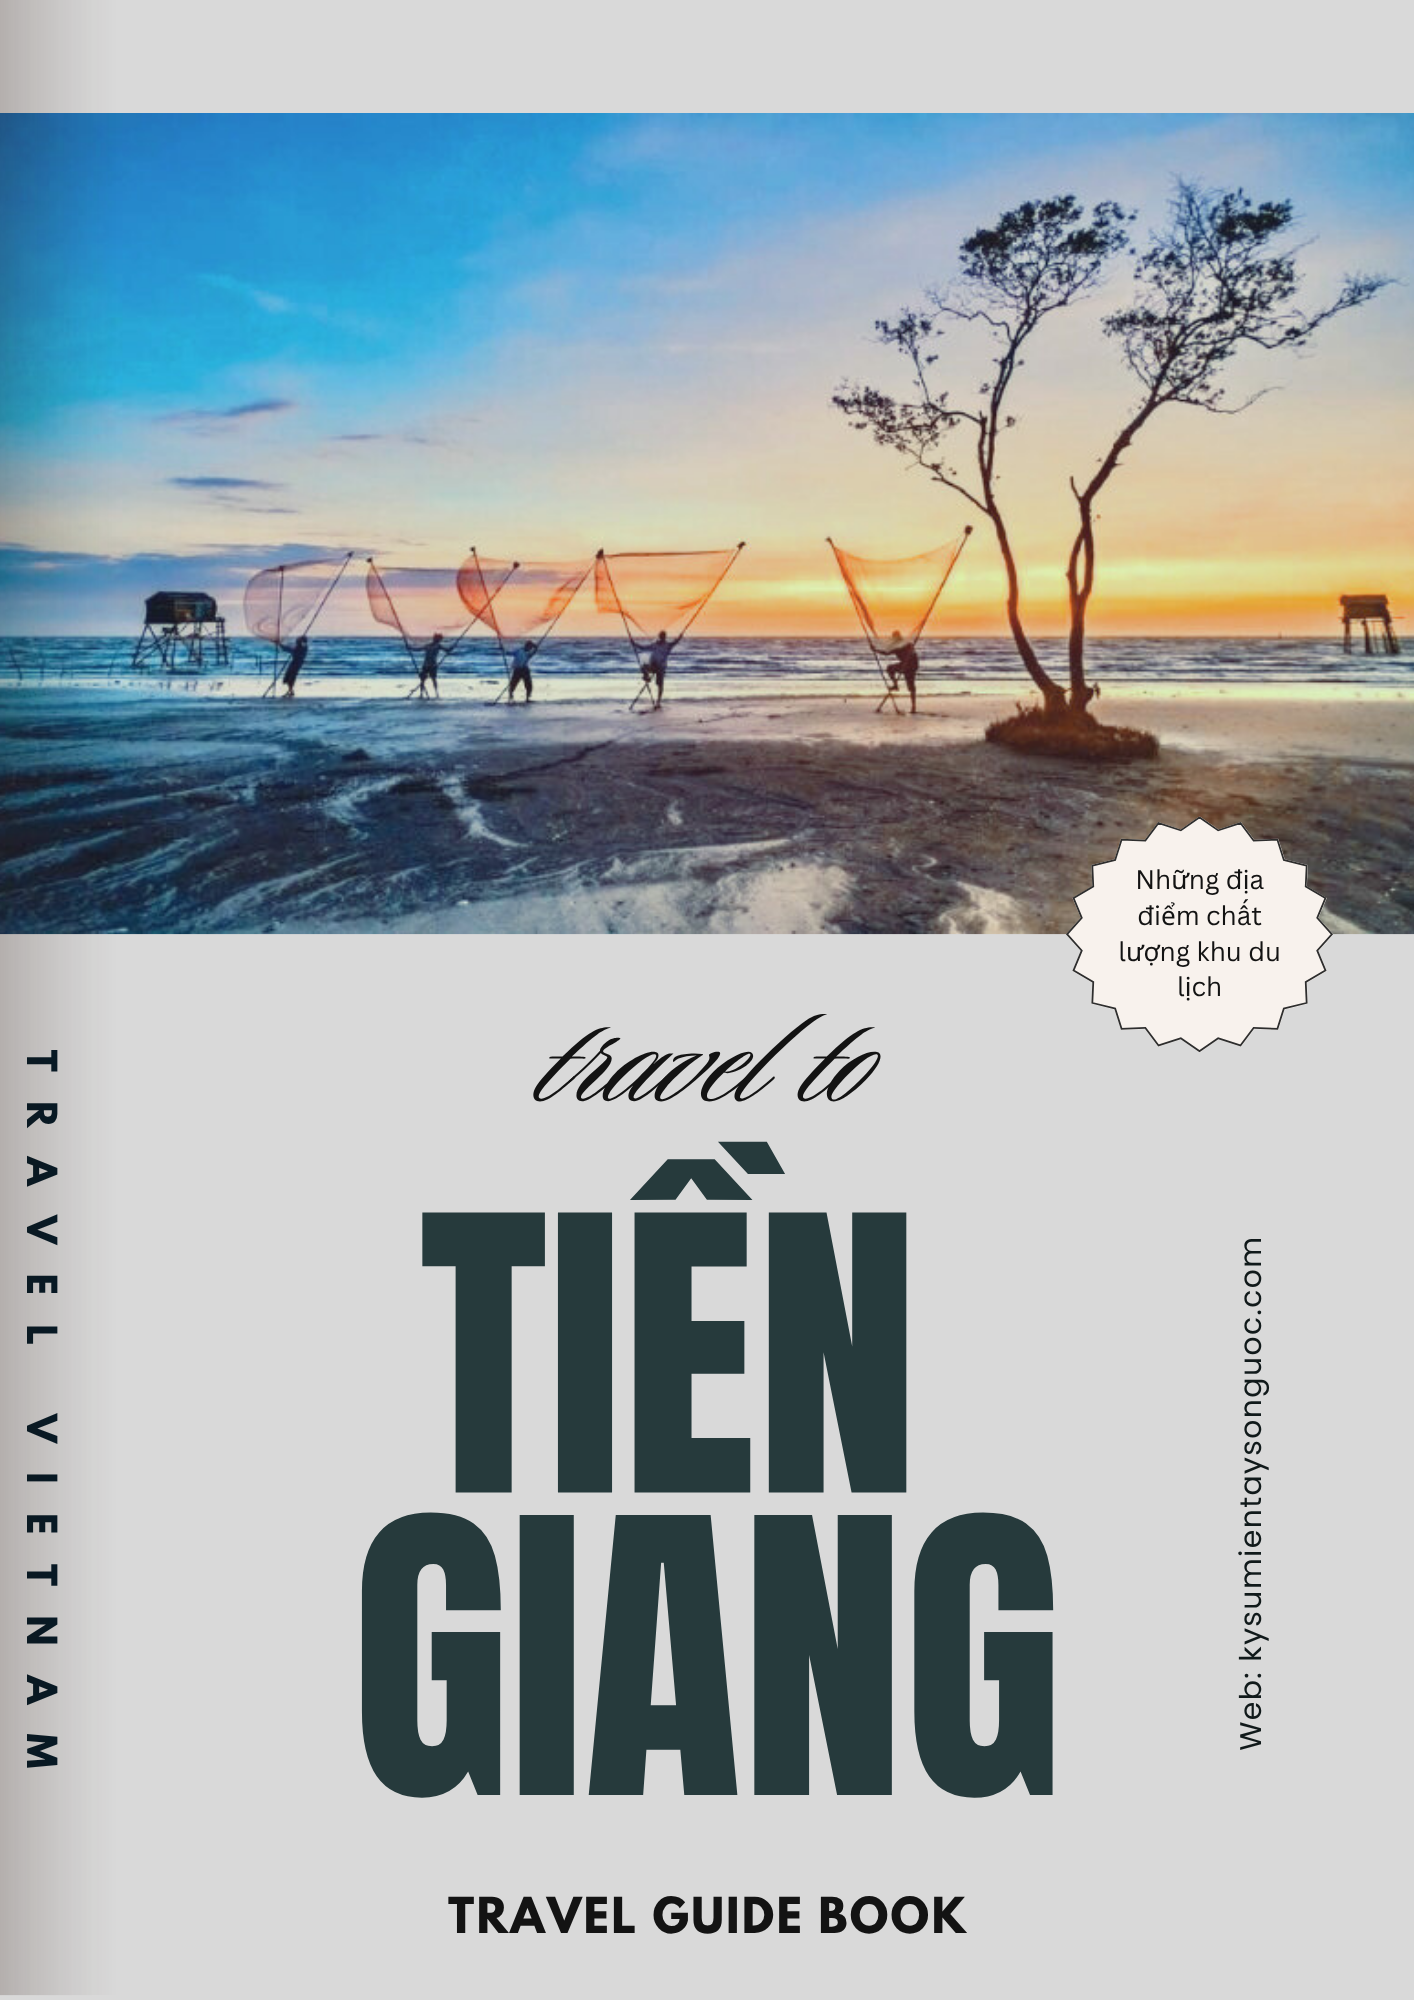 Những địa
điểm chất
lượng khu du
lịch
travel to
TIỀN
GIANG
TRAVEL VIETNAM
Web: kysumientaysonguoc.com
TRAVEL GUIDE BOOK